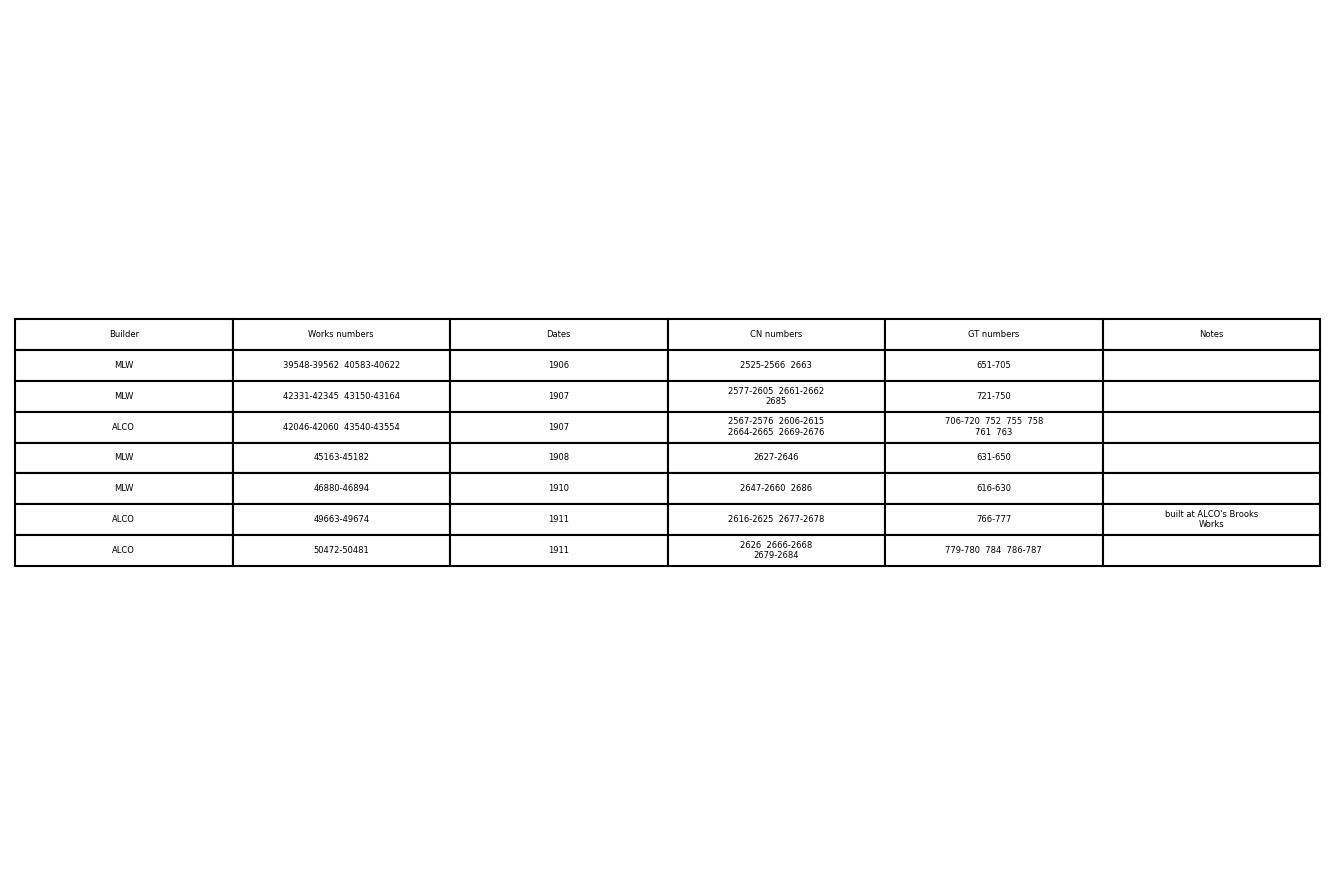 Builder Works numbers Dates CN numbers GT numbers Notes
MLW 39548-39562 40583-40622 1906 2525-2566 2663 651-705
MLW 42331-42345 43150-43164 1907 2577-2605 2661-2662 721-750
2685
ALCO 42046-42060 43540-43554 1907 2567-2576 2606-2615 706-720 752 755 758
2664-2665 2669-2676 761 763
MLW 45163-45182 1908 2627-2646 631-650
MLW 46880-46894 1910 2647-2660 2686 616-630
ALCO 49663-49674 1911 2616-2625 2677-2678 766-777 built at ALCO's Brooks
Works
ALCO 50472-50481 1911 2626 2666-2668 779-780 784 786-787
2679-2684